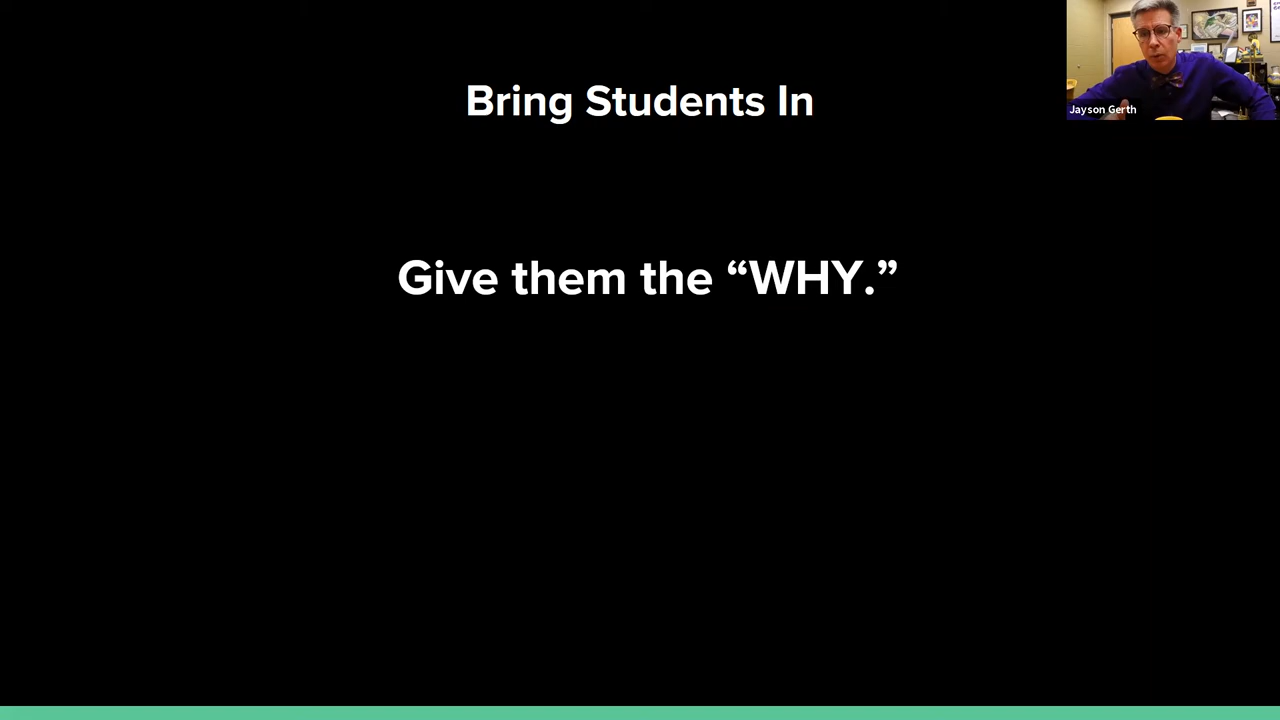 Bring Students In
Jayson Gerth
Give them the “WHY.”